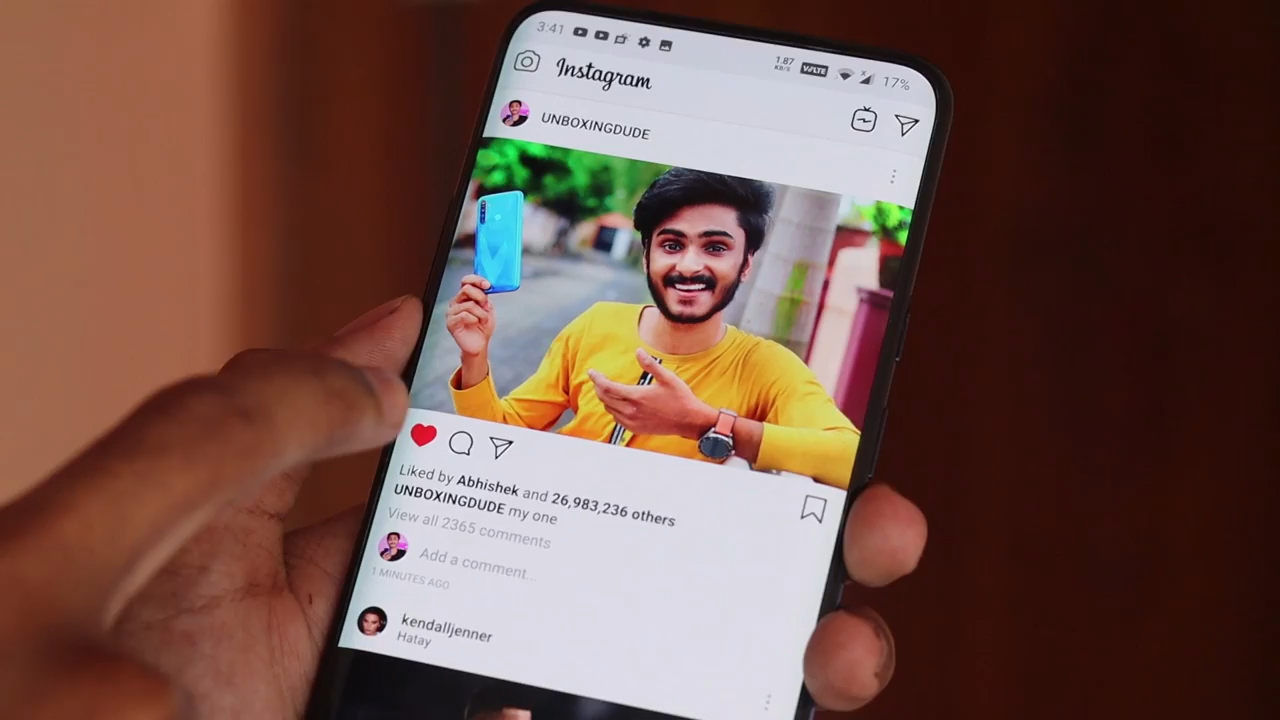 3:41
1.87
KB/S
VoLTE
X
17%
Instagram
UNBOXINGDUDE
Liked by Abhishek and 26,983,236 others
UNBOXINGDUDE my one
View all 2365 comments
Add a comment...
1 MINUTES AGO
kendalljenner
Hatay